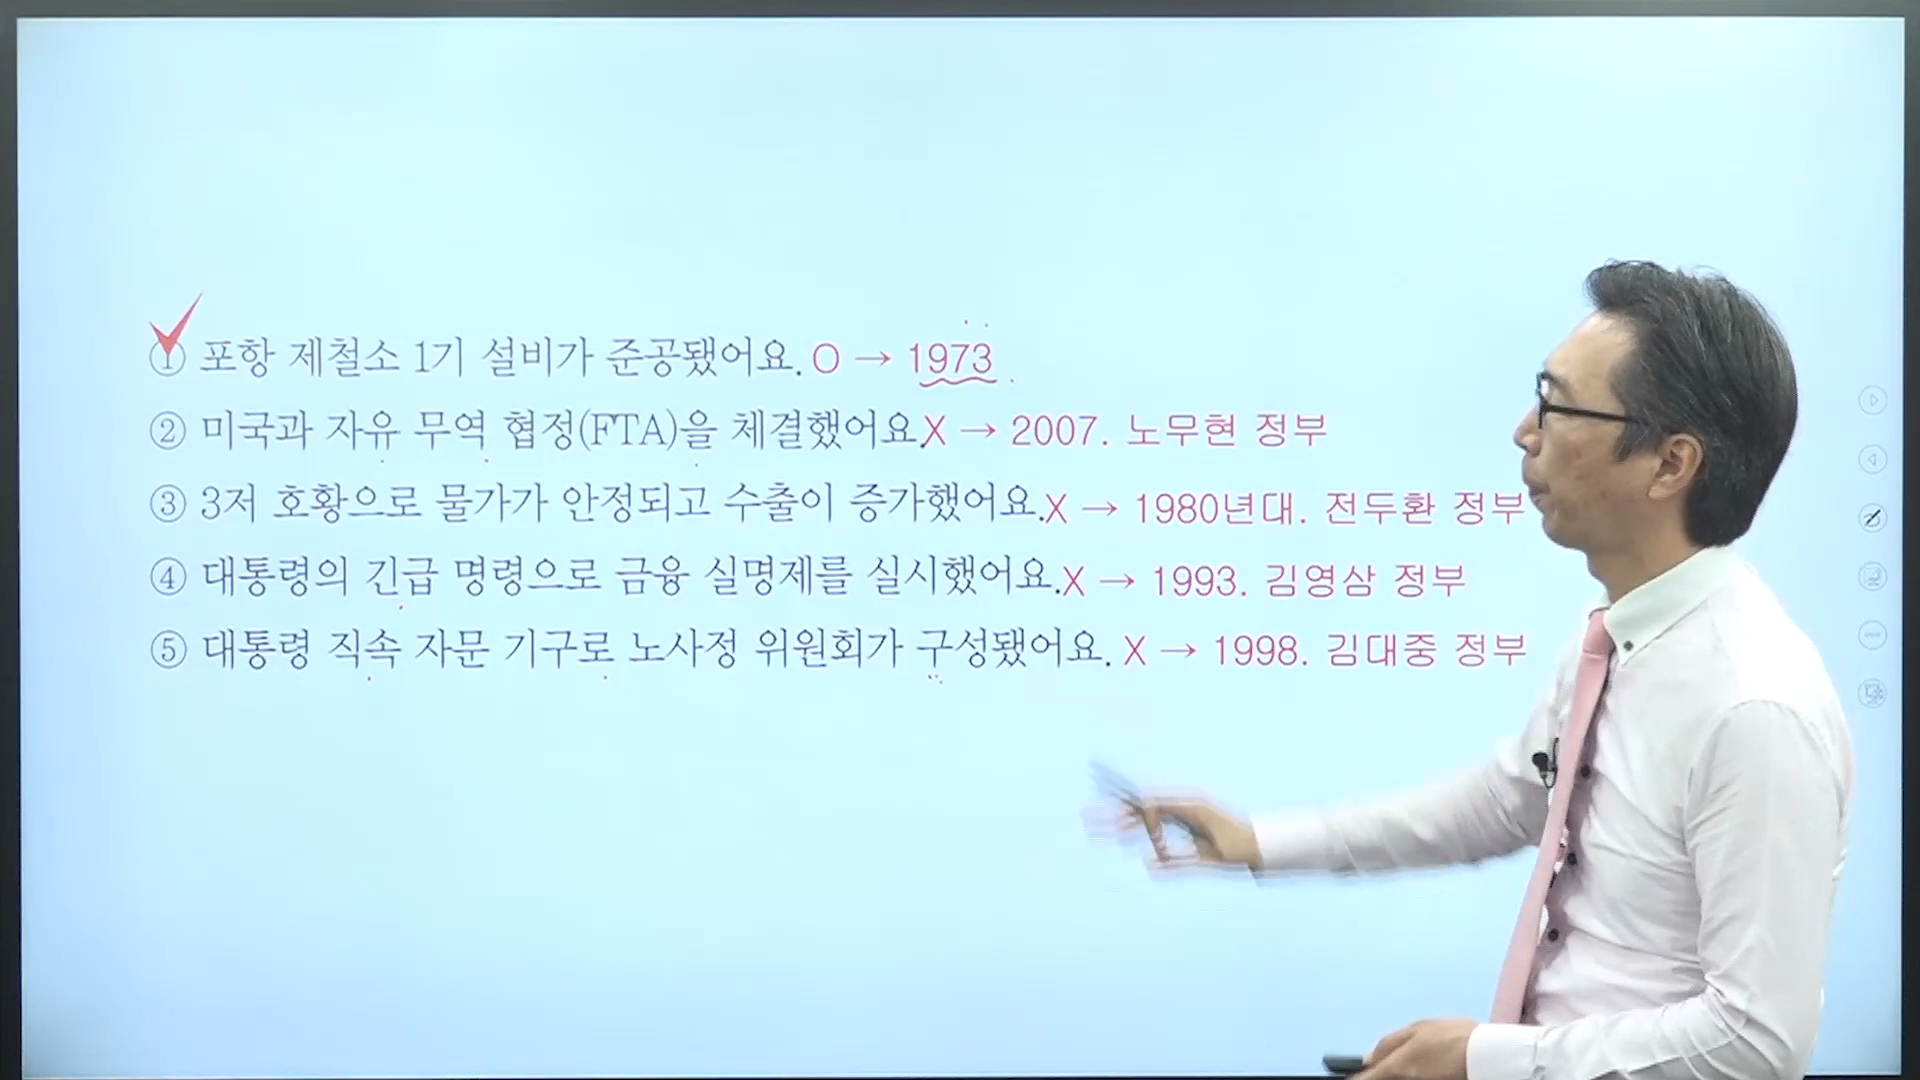 ① 포항 제철소 1기 설비가 준공됐어요. O → 1973
② 미국과 자유 무역 협정(FTA)을 체결했어요.X → 2007. 노무현 정부
③ 3저 호황으로 물가가 안정되고 수출이 증가했어요.X → 1980년대. 전두환 정부
④ 대통령의 긴급 명령으로 금융 실명제를 실시했어요.X → 1993. 김영삼 정부
⑤ 대통령 직속 자문 기구로 노사정 위원회가 구성됐어요. X → 1998. 김대중 정부